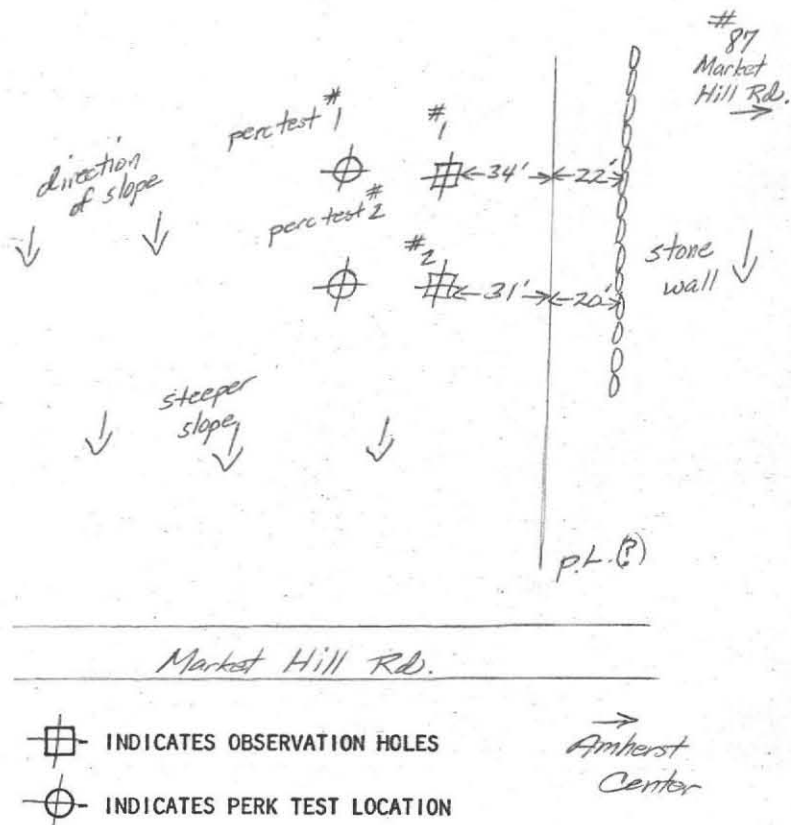 #
87
Market
Hill Rd.
perc test #1
#1
direction
of slope
34'
22'
perc test #2
#2
31'
20'
stone
wall
steeper
slope
p.L.(?)
Market Hill Rd.
INDICATES OBSERVATION HOLES
INDICATES PERK TEST LOCATION
Amherst
Center